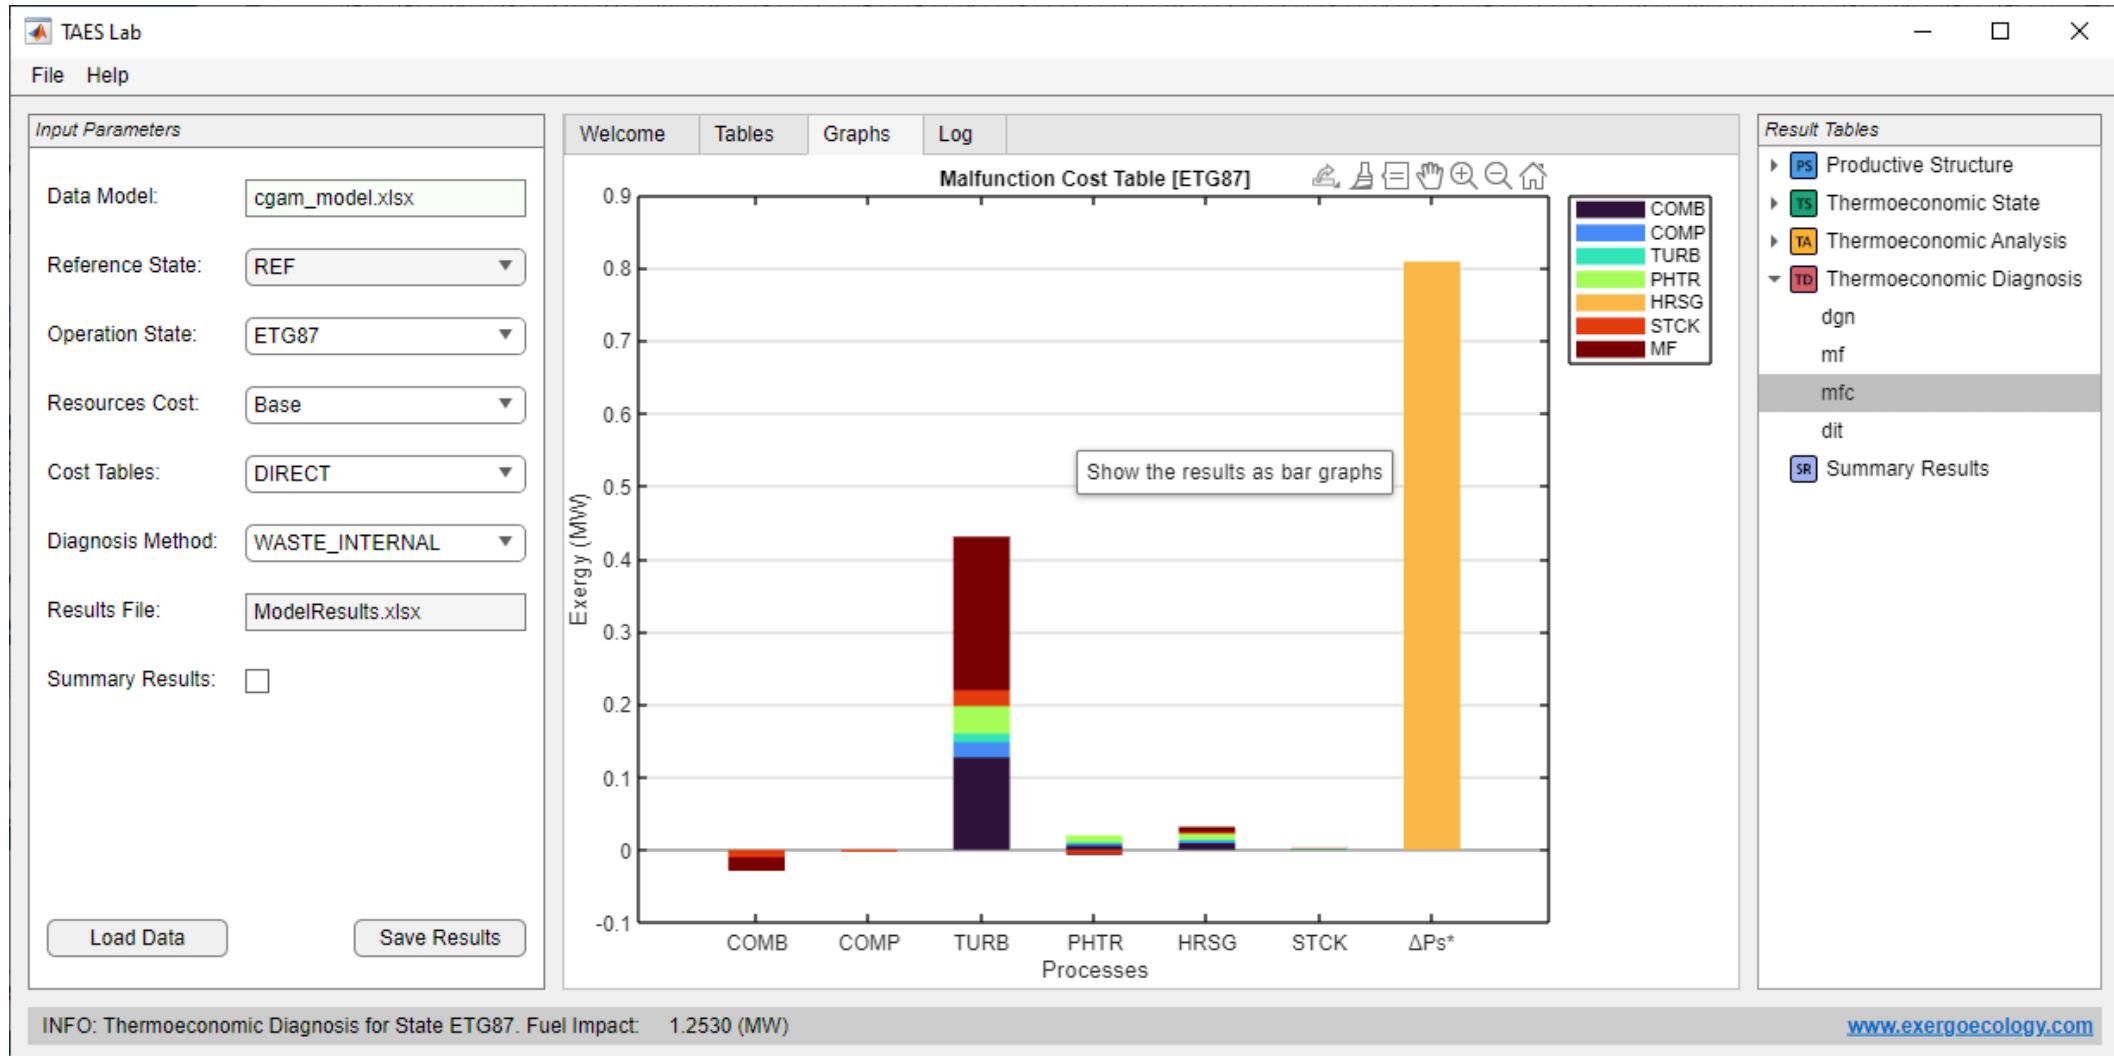 TAES Lab
File Help
Input Parameters
Data Model: cgam_model.xlsx
Reference State: REF
Operation State: ETG87
Resources Cost: Base
Cost Tables: DIRECT
Diagnosis Method: WASTE_INTERNAL
Results File: ModelResults.xlsx
Summary Results:
Load Data Save Results
Welcome Tables Graphs Log
Malfunction Cost Table [ETG87]
0.9
0.8
0.7
0.6
0.5
0.4
0.3
0.2
0.1
0
-0.1
Exergy (MW)
Show the results as bar graphs
COMB COMP TURB PHTR HRSG STCK ΔPs*
Processes
COMB
COMP
TURB
PHTR
HRSG
STCK
MF
Result Tables
PS Productive Structure
TS Thermoeconomic State
TA Thermoeconomic Analysis
TD Thermoeconomic Diagnosis
dgn
mf
mfc
dit
SR Summary Results
INFO: Thermoeconomic Diagnosis for State ETG87. Fuel Impact: 1.2530 (MW)
www.exergoecology.com